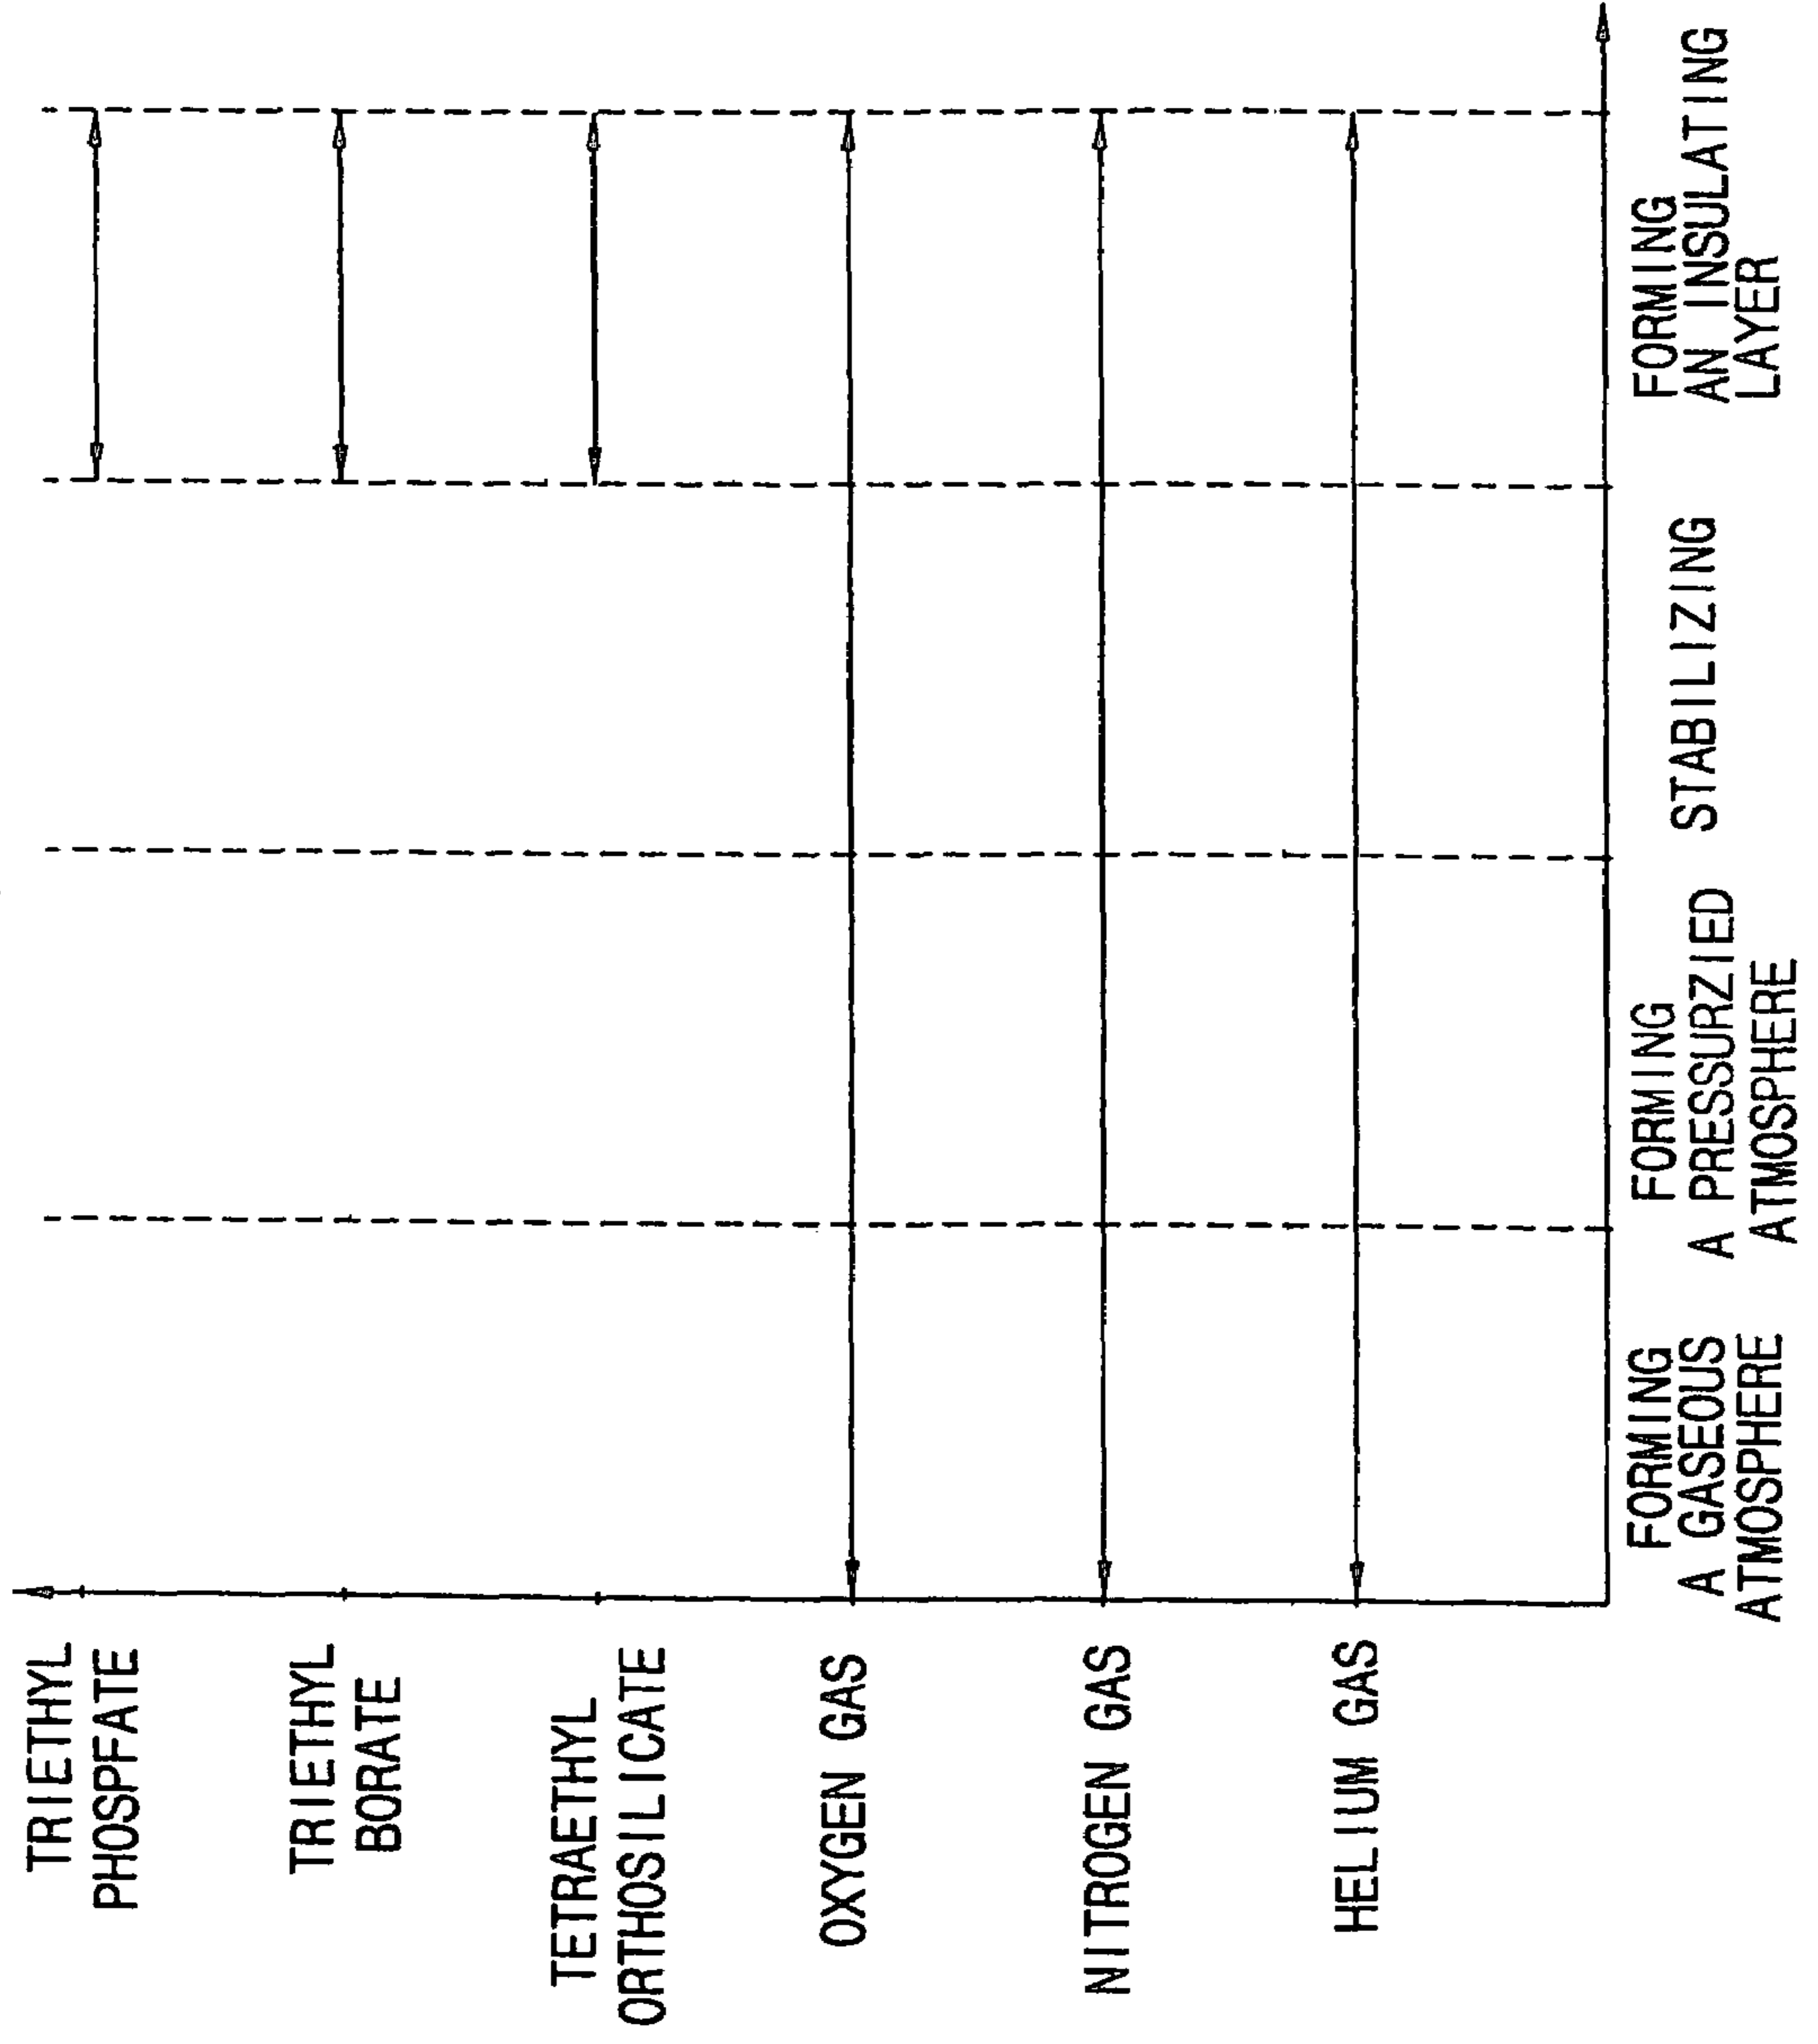 TRIETHYL
PHOSPFATE
TRIETHYL
BORATE
TETRAETHYL
ORTHOSILICATE
OXYGEN GAS
NITROGEN GAS
HELIUM GAS
FORMING
A GASEOUS
ATMOSPHERE
FORMING
A PRESSURZIED
ATMOSPHERE
STABILIZING
FORMING
AN INSULATING
LAYER